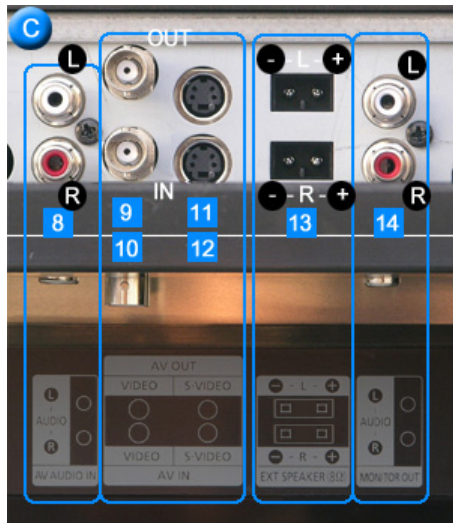 C
OUT
L
- L +
L
R
IN
- R +
R
8
9
11
13
14
10
12
AV OUT
VIDEO S-VIDEO
L
AUDIO
R
AV AUDIO IN
VIDEO S-VIDEO
AV IN
- L - +
- R - +
EXT SPEAKER (8Ω)
L
AUDIO
R
MONITOR OUT